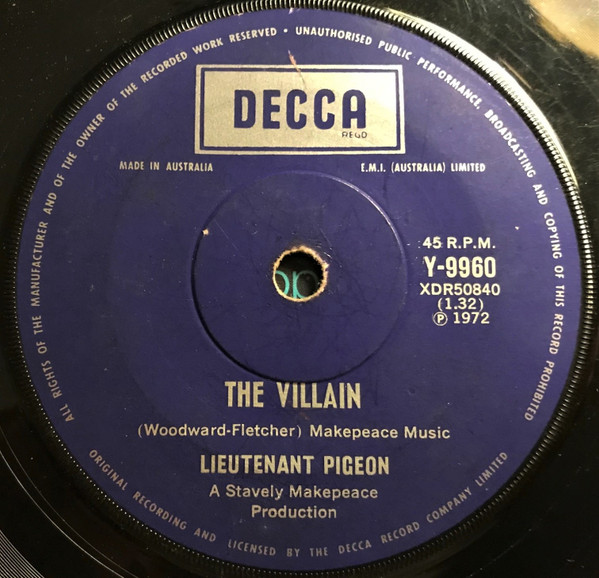 ALL RIGHTS OF THE MANUFACTURER AND OF THE OWNER OF THE RECORDED WORK RESERVED • UNAUTHORISED PUBLIC PERFORMANCE, BROADCASTING AND COPYING OF THIS RECORD PROHIBITED
DECCA
REGD
MADE IN AUSTRALIA
E.M.I. (AUSTRALIA) LIMITED
45 R.P.M.
Y-9960
XDR50840
(1.32)
℗ 1972
THE VILLAIN
(Woodward-Fletcher) Makepeace Music
LIEUTENANT PIGEON
A Stavely Makepeace
Production
ORIGINAL RECORDING AND LICENSED BY THE DECCA RECORD COMPANY LIMITED